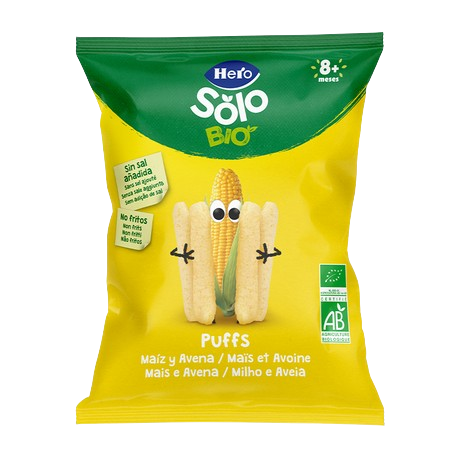 Hero
Solo
BIO
8+
meses
Sin sal
añadida
Sans sel ajouté
Senza sale aggiunto
Sem adição de sal
No fritos
Non frits
Non fritti
Não fritos
CERTIFIÉ
AB
AGRICULTURE
BIOLOGIQUE
Puffs
Maíz y Avena / Maïs et Avoine
Mais e Avena / Milho e Aveia